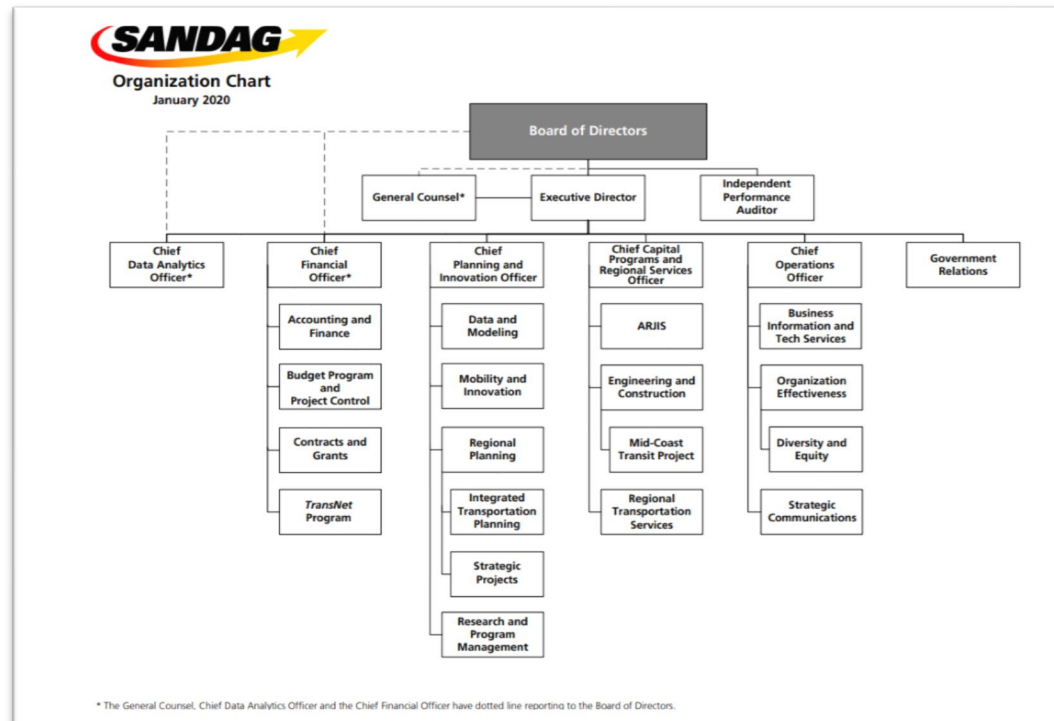 SANDAG
Organization Chart
January 2020
Board of Directors
General Counsel*
Executive Director
Independent
Performance
Auditor
Chief
Data Analytics
Officer*
Chief
Financial
Officer*
Chief
Planning and
Innovation Officer
Chief Capital
Programs and
Regional Services
Officer
Chief
Operations
Officer
Government
Relations
Accounting and
Finance
Budget Program
and
Project Control
Contracts and
Grants
TransNet
Program
Data and
Modeling
Mobility and
Innovation
Regional
Planning
Integrated
Transportation
Planning
Strategic
Projects
Research and
Program
Management
ARJIS
Engineering and
Construction
Mid-Coast
Transit Project
Regional
Transportation
Services
Business
Information and
Tech Services
Organization
Effectiveness
Diversity and
Equity
Strategic
Communications
* The General Counsel, Chief Data Analytics Officer and the Chief Financial Officer have dotted line reporting to the Board of Directors.